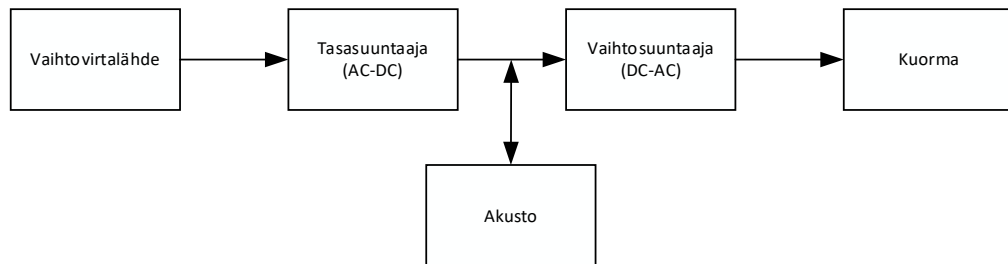 Vaihtovirtalähde
Tasasuuntaaja
(AC-DC)
Vaihtosuuntaaja
(DC-AC)
Kuorma
Akusto